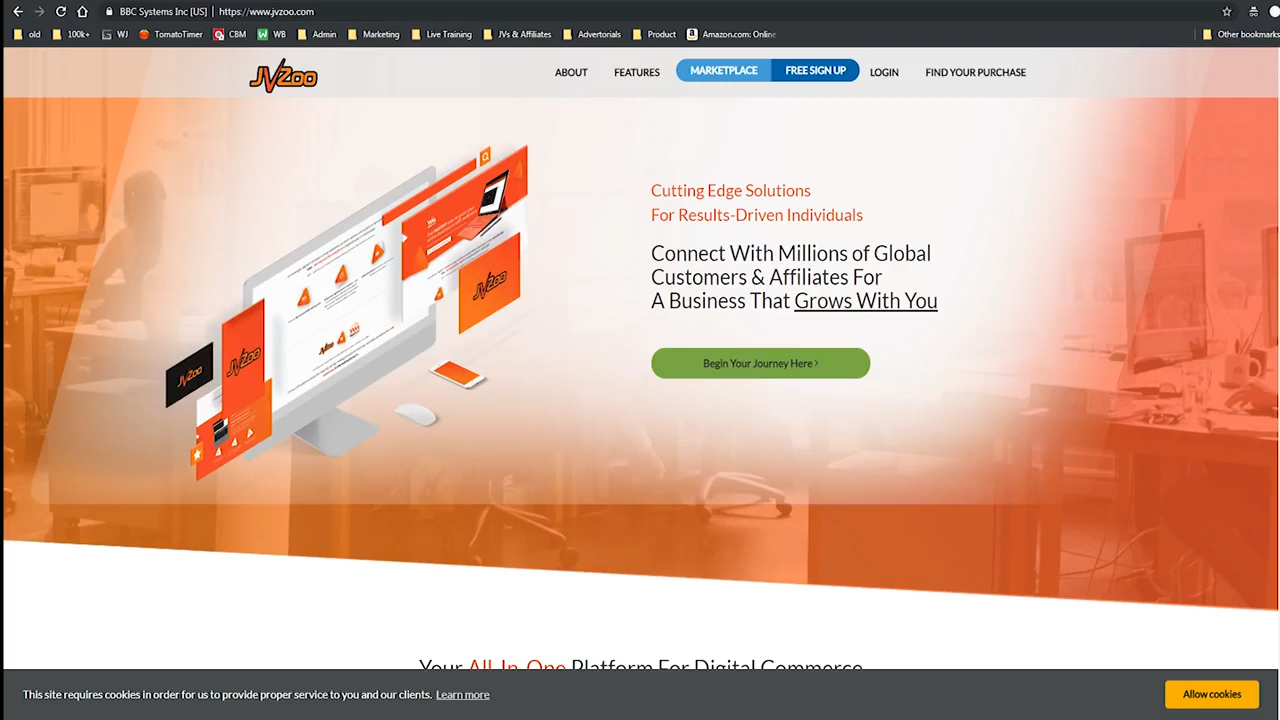 BBC Systems Inc [US] | https://www.jvzoo.com
old 100k+ WJ TomatoTimer CBM WB Admin Marketing Live Training JVs & Affiliates Advertorials Product Amazon.com: Online Other bookmarks
JVZoo ABOUT FEATURES MARKETPLACE FREE SIGN UP LOGIN FIND YOUR PURCHASE
Cutting Edge Solutions
For Results-Driven Individuals
Connect With Millions of Global
Customers & Affiliates For
A Business That Grows With You
Begin Your Journey Here >
JVZoo
JVZoo
JVZoo
Your All-In-One Platform For Digital Commerce
This site requires cookies in order for us to provide proper service to you and our clients. Learn more
Allow cookies